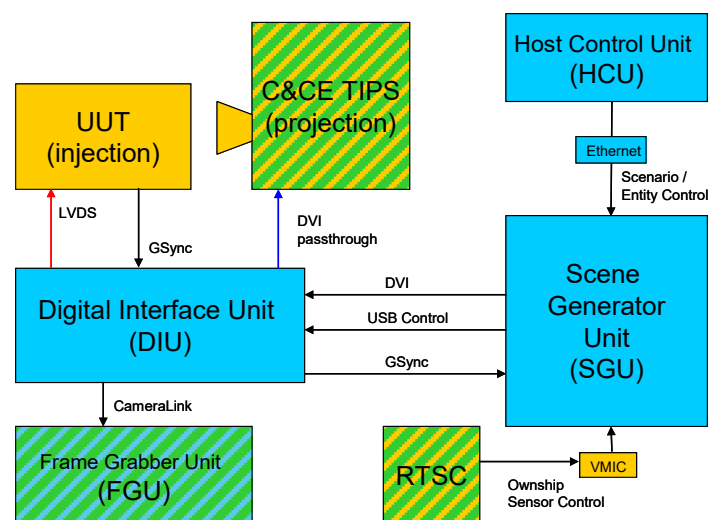 Host Control Unit
(HCU)
C&CE TIPS
(projection)
UUT
(injection)
Ethernet
Scenario /
Entity Control
LVDS
GSync
DVI
passthrough
Digital Interface Unit
(DIU)
DVI
USB Control
GSync
Scene
Generator
Unit
(SGU)
CameraLink
Frame Grabber Unit
(FGU)
RTSC
VMIC
Ownship
Sensor Control